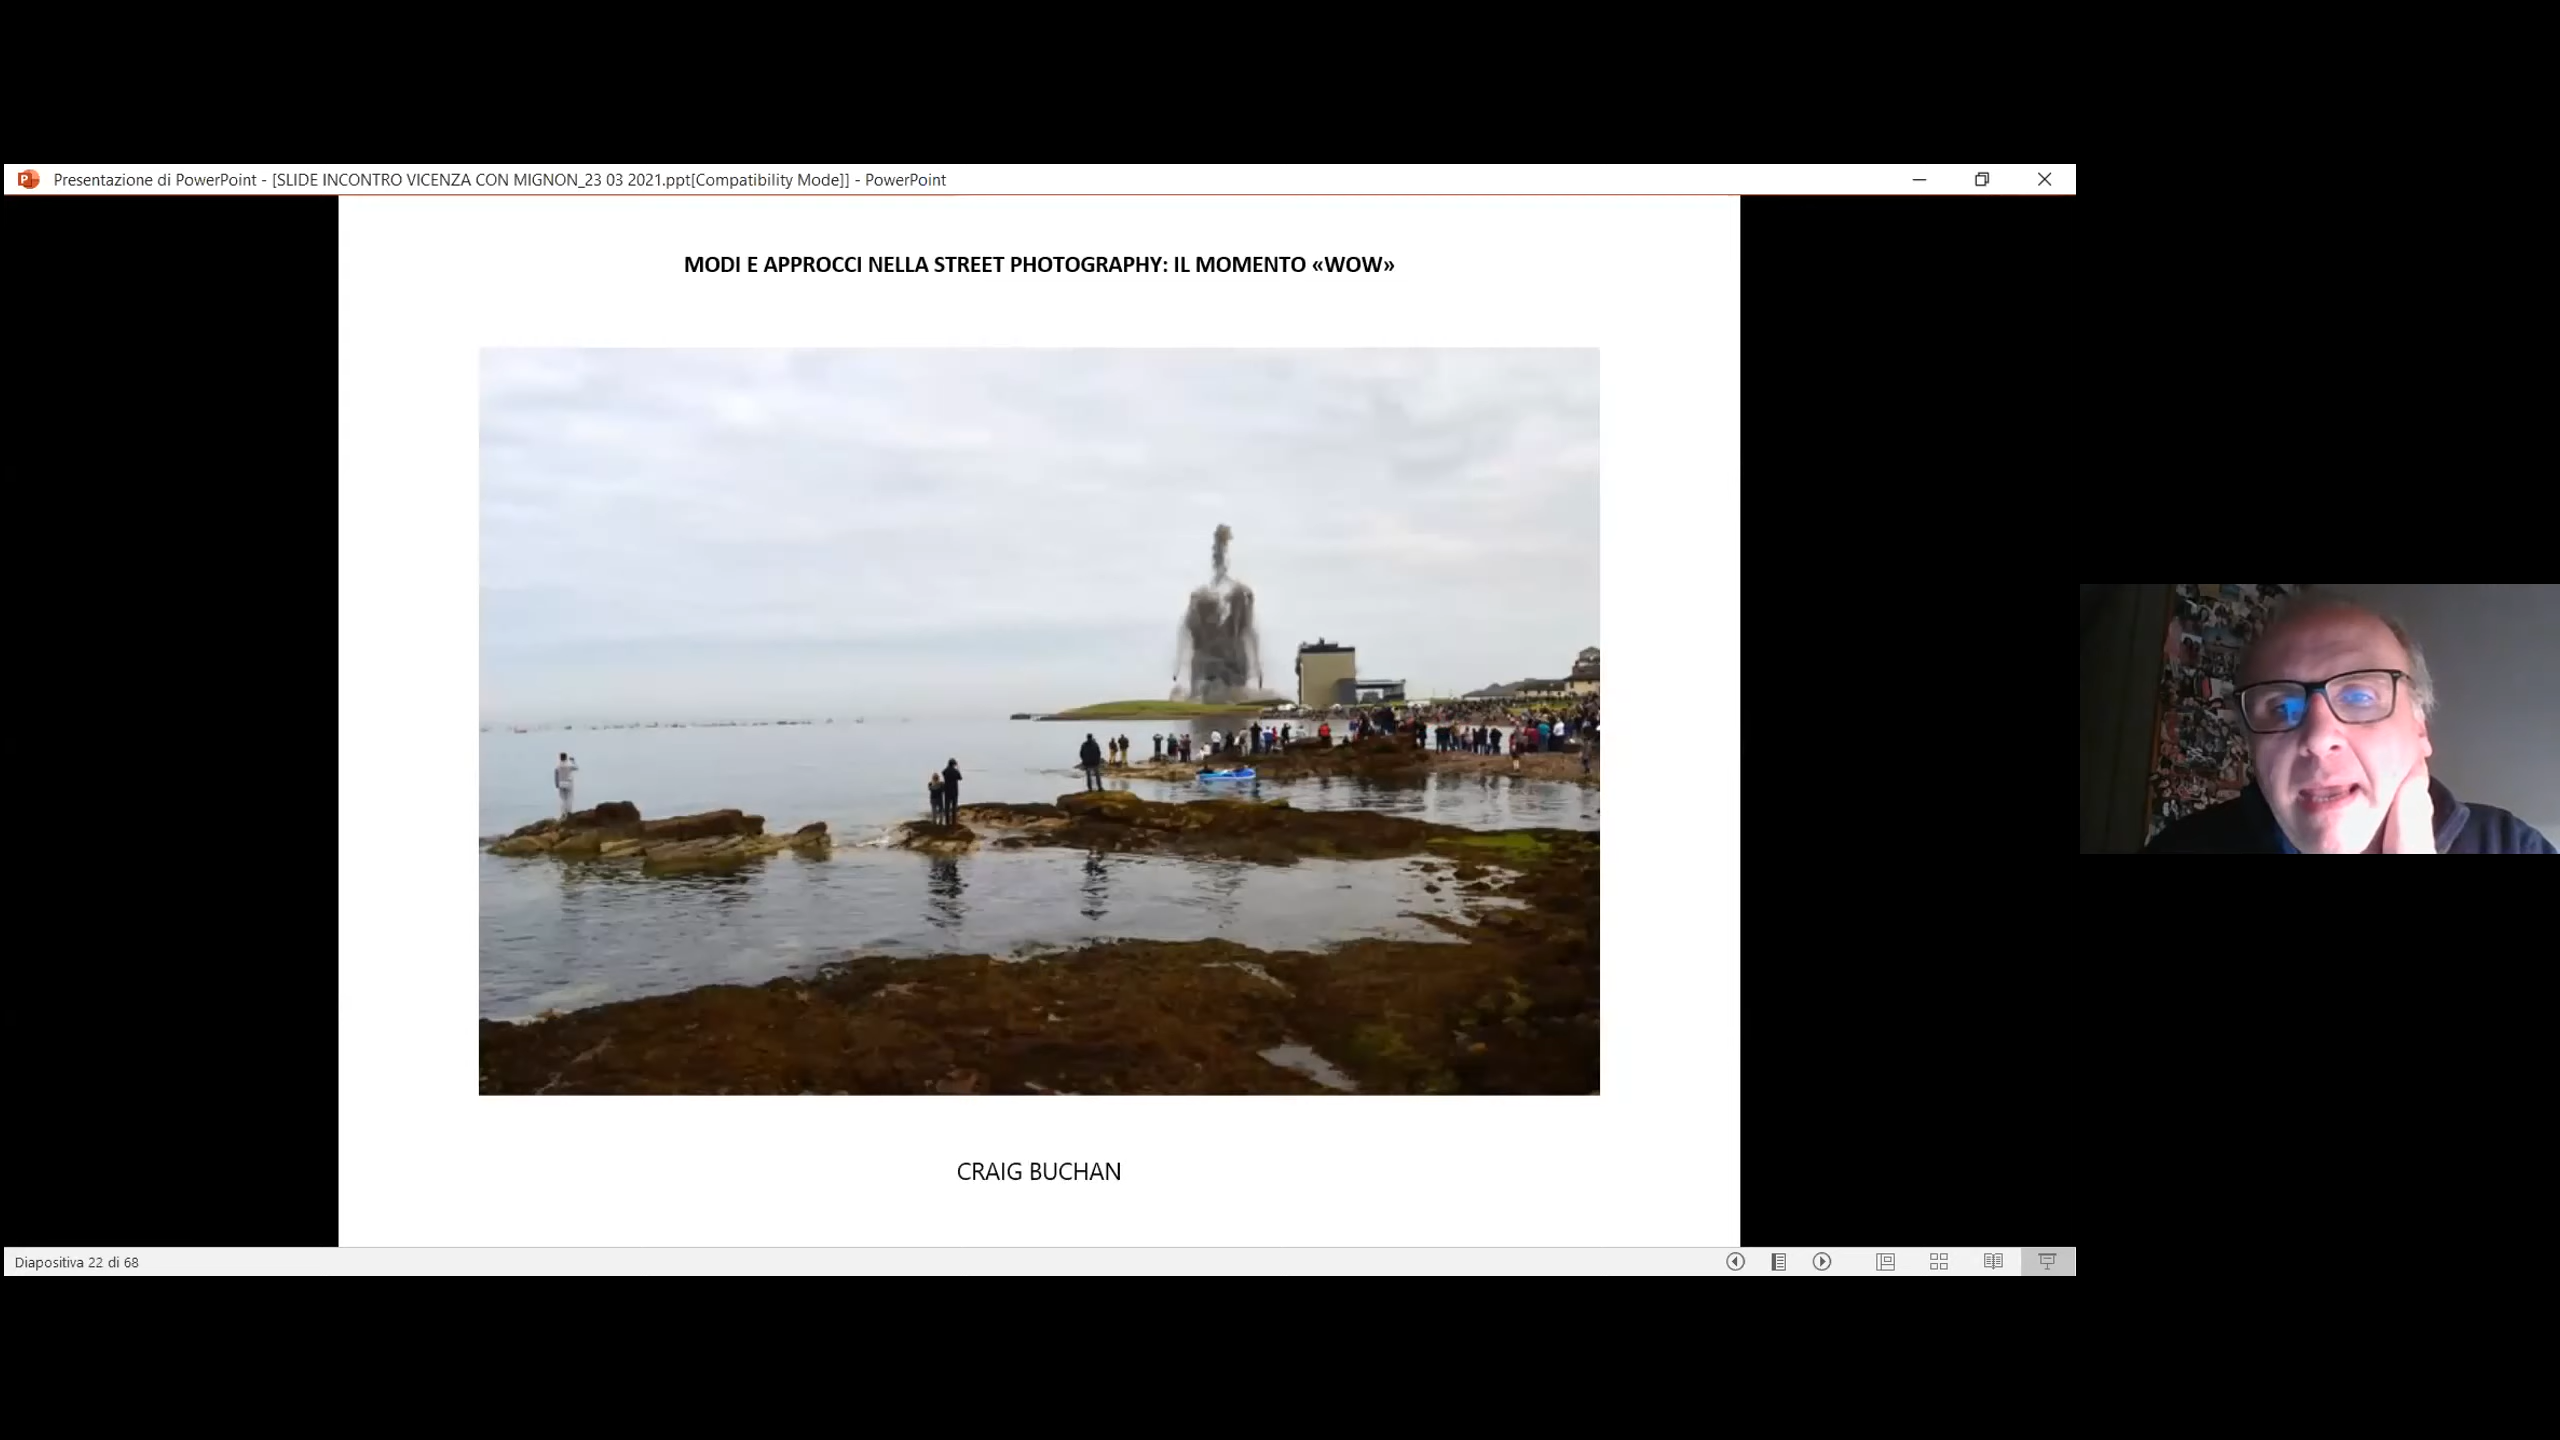 Presentazione di PowerPoint - [SLIDE INCONTRO VICENZA CON MIGNON_23 03 2021.ppt[Compatibility Mode]] - PowerPoint
MODI E APPROCCI NELLA STREET PHOTOGRAPHY: IL MOMENTO «WOW»
CRAIG BUCHAN
Diapositiva 22 di 68